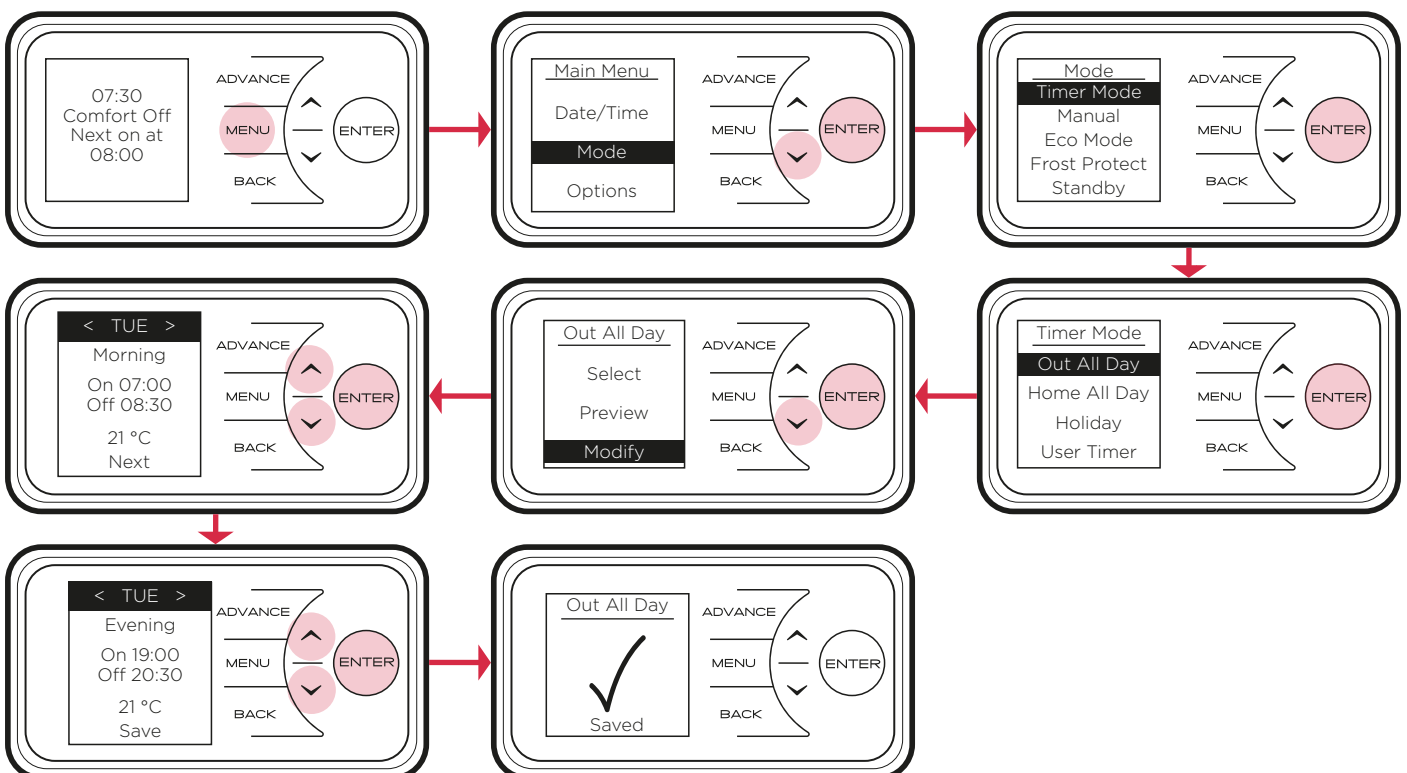 07:30
Comfort Off
Next on at
08:00
ADVANCE
MENU
BACK
ENTER
Main Menu
Date/Time
Mode
Options
ADVANCE
MENU
BACK
ENTER
Mode
Timer Mode
Manual
Eco Mode
Frost Protect
Standby
ADVANCE
MENU
BACK
ENTER
Timer Mode
Out All Day
Home All Day
Holiday
User Timer
ADVANCE
MENU
BACK
ENTER
Out All Day
Select
Preview
Modify
ADVANCE
MENU
BACK
ENTER
< TUE >
Morning
On 07:00
Off 08:30
21 °C
Next
ADVANCE
MENU
BACK
ENTER
< TUE >
Evening
On 19:00
Off 20:30
21 °C
Save
ADVANCE
MENU
BACK
ENTER
Out All Day
Saved
ADVANCE
MENU
BACK
ENTER